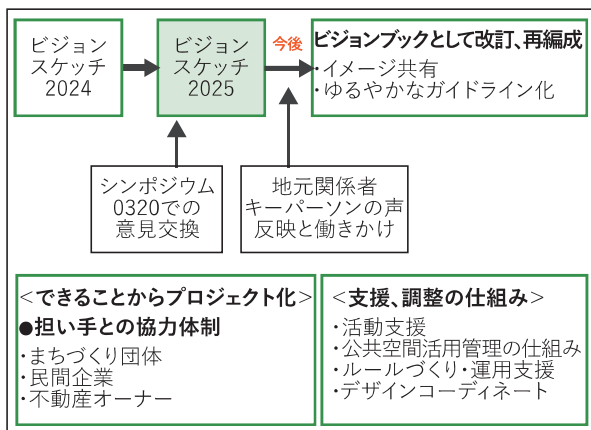 ビジョン
スケッチ
2024
ビジョン
スケッチ
2025
今後
ビジョンブックとして改訂、再編成
・イメージ共有
・ゆるやかなガイドライン化
シンポジウム
0320での
意見交換
地元関係者
キーパーソンの声
反映と働きかけ
＜できることからプロジェクト化＞
●担い手との協力体制
・まちづくり団体
・民間企業
・不動産オーナー
＜支援、調整の仕組み＞
・活動支援
・公共空間活用管理の仕組み
・ルールづくり・運用支援
・デザインコーディネート